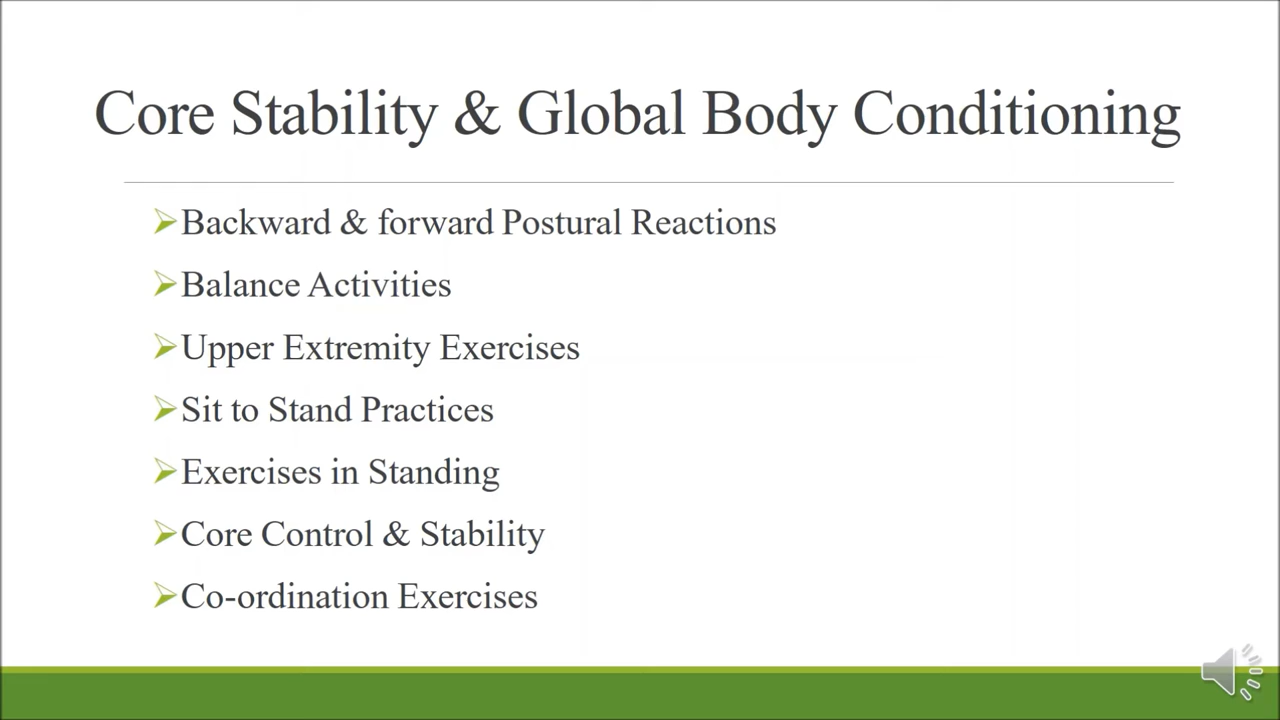 Core Stability & Global Body Conditioning
Backward & forward Postural Reactions
Balance Activities
Upper Extremity Exercises
Sit to Stand Practices
Exercises in Standing
Core Control & Stability
Co-ordination Exercises